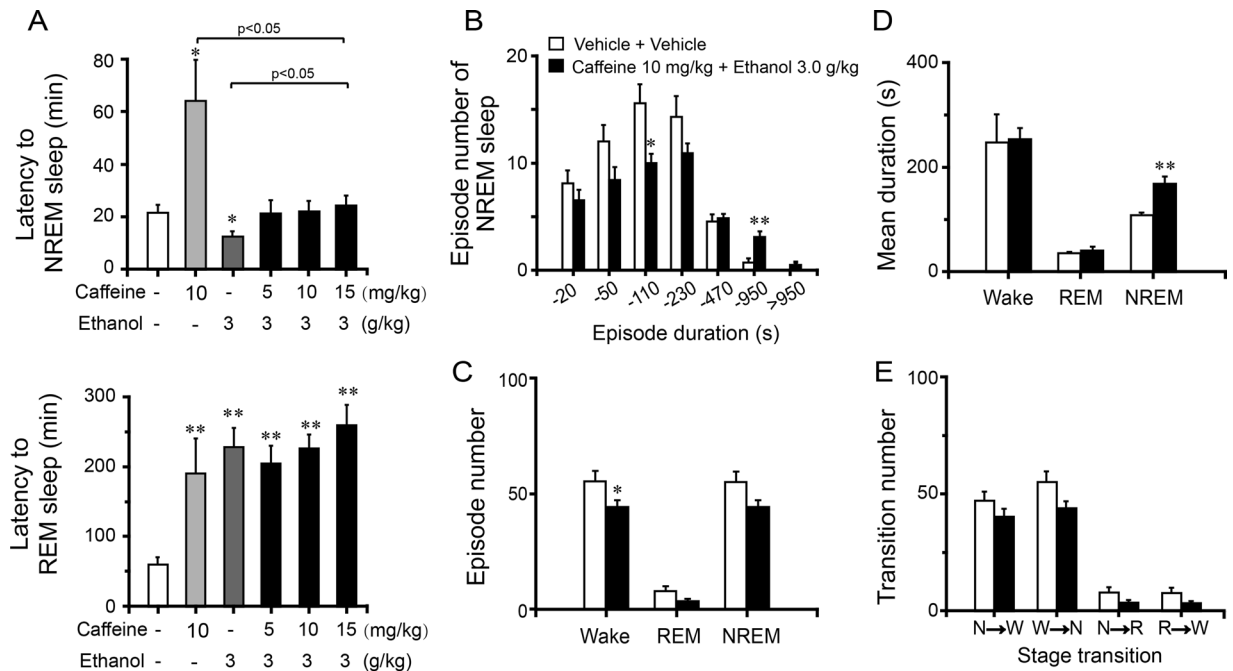 A
p<0.05
p<0.05
*
*
Latency to
NREM sleep (min)
80
60
40
20
0
Caffeine - 10 - 5 10 15 (mg/kg)
Ethanol - - 3 3 3 3 (g/kg)
Latency to
REM sleep (min)
300
200
100
0
** ** ** ** **
Caffeine - 10 - 5 10 15 (mg/kg)
Ethanol - - 3 3 3 3 (g/kg)
B
Vehicle + Vehicle
Caffeine 10 mg/kg + Ethanol 3.0 g/kg
Episode number of
NREM sleep
20
10
0
*
**
-20 -50 -110 -230 -470 -950 >950
Episode duration (s)
C
Episode number
100
50
0
*
Wake REM NREM
D
Mean duration (s)
400
200
0
**
Wake REM NREM
E
Transition number
100
50
0
N→W W→N N→R R→W
Stage transition